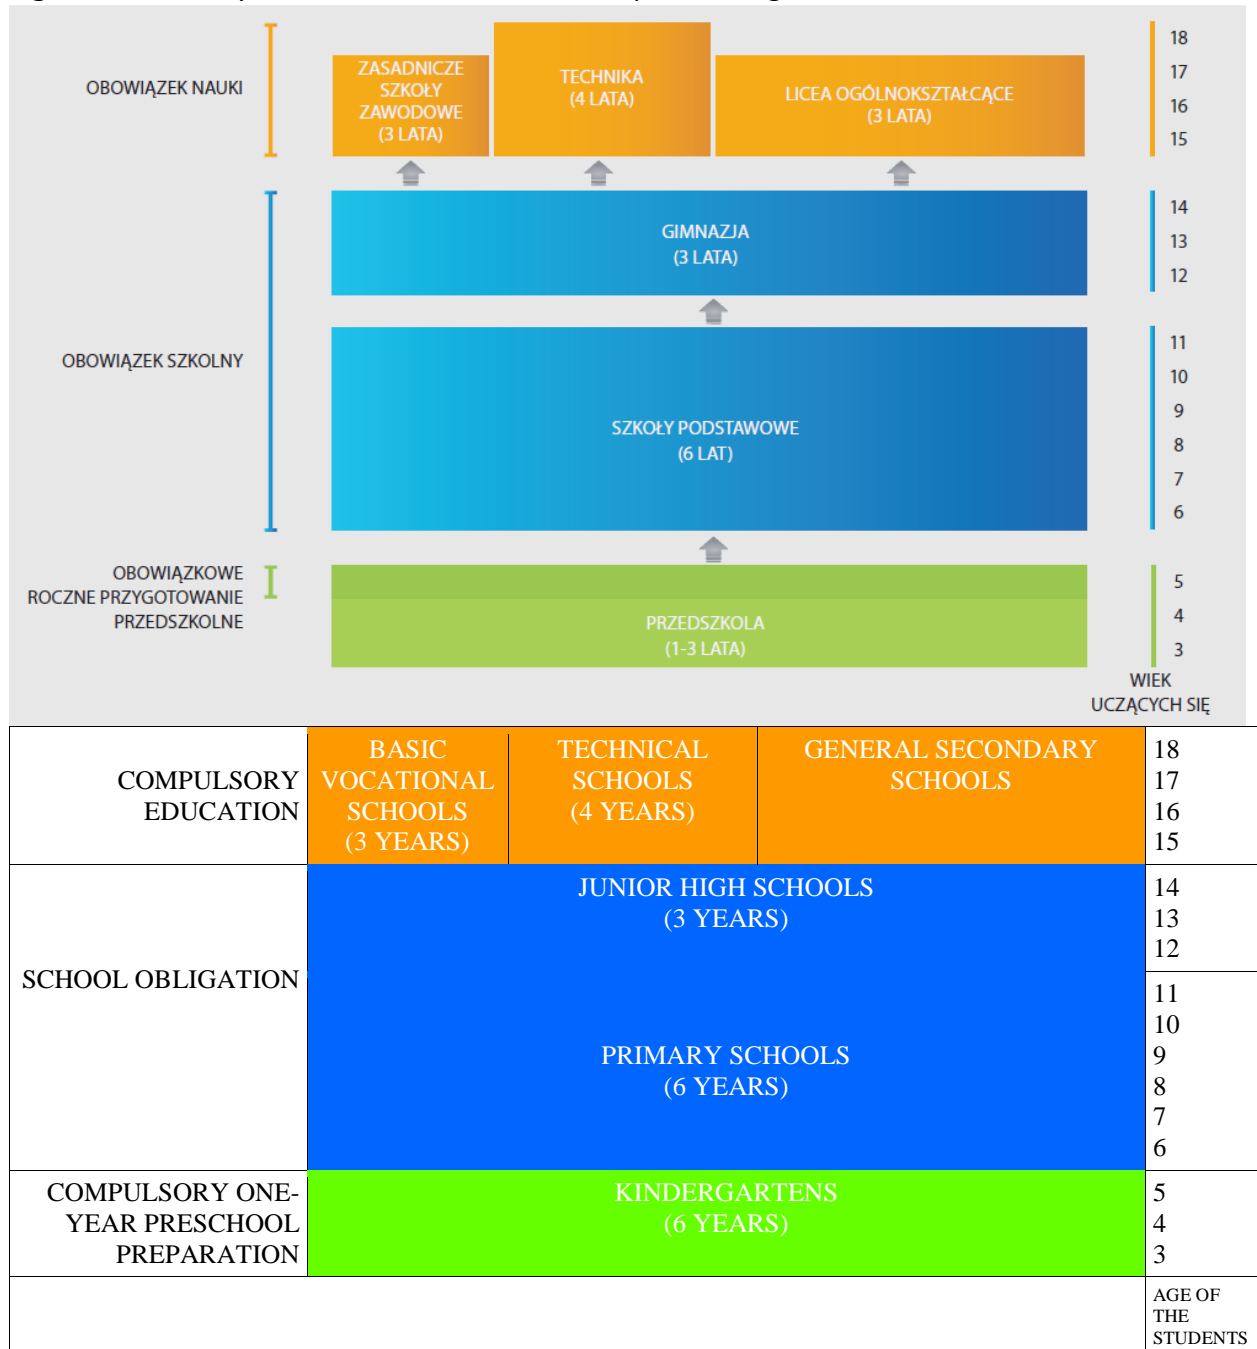 OBOWIĄZEK NAUKI
ZASADNICZE
SZKOŁY
ZAWODOWE
(3 LATA)
TECHNIKA
(4 LATA)
LICEA OGÓLNOKSZTAŁCĄCE
(3 LATA)
18
17
16
15
OBOWIĄZEK SZKOLNY
GIMNAZJA
(3 LATA)
14
13
12
SZKOŁY PODSTAWOWE
(6 LAT)
11
10
9
8
7
6
OBOWIĄZKOWE
ROCZNE PRZYGOTOWANIE
PRZEDSZKOLNE
PRZEDSZKOLA
(1-3 LATA)
5
4
3
WIEK
UCZĄCYCH SIĘ
COMPULSORY
EDUCATION
BASIC
VOCATIONAL
SCHOOLS
(3 YEARS)
TECHNICAL
SCHOOLS
(4 YEARS)
GENERAL SECONDARY
SCHOOLS
18
17
16
15
SCHOOL OBLIGATION
JUNIOR HIGH SCHOOLS
(3 YEARS)
14
13
12
PRIMARY SCHOOLS
(6 YEARS)
11
10
9
8
7
6
COMPULSORY ONE-
YEAR PRESCHOOL
PREPARATION
KINDERGARTENS
(6 YEARS)
5
4
3
AGE OF
THE
STUDENTS